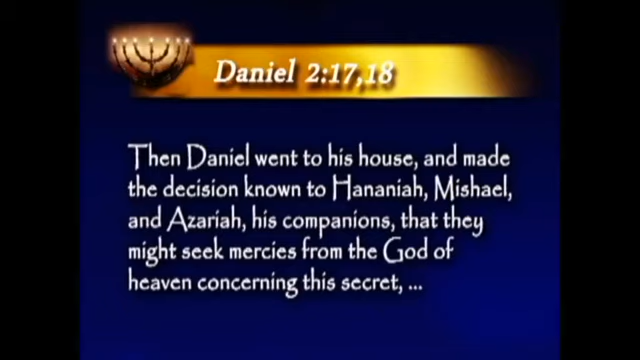 Daniel 2:17,18
Then Daniel went to his house, and made
the decision known to Hananiah, Mishael,
and Azariah, his companions, that they
might seek mercies from the God of
heaven concerning this secret, ...